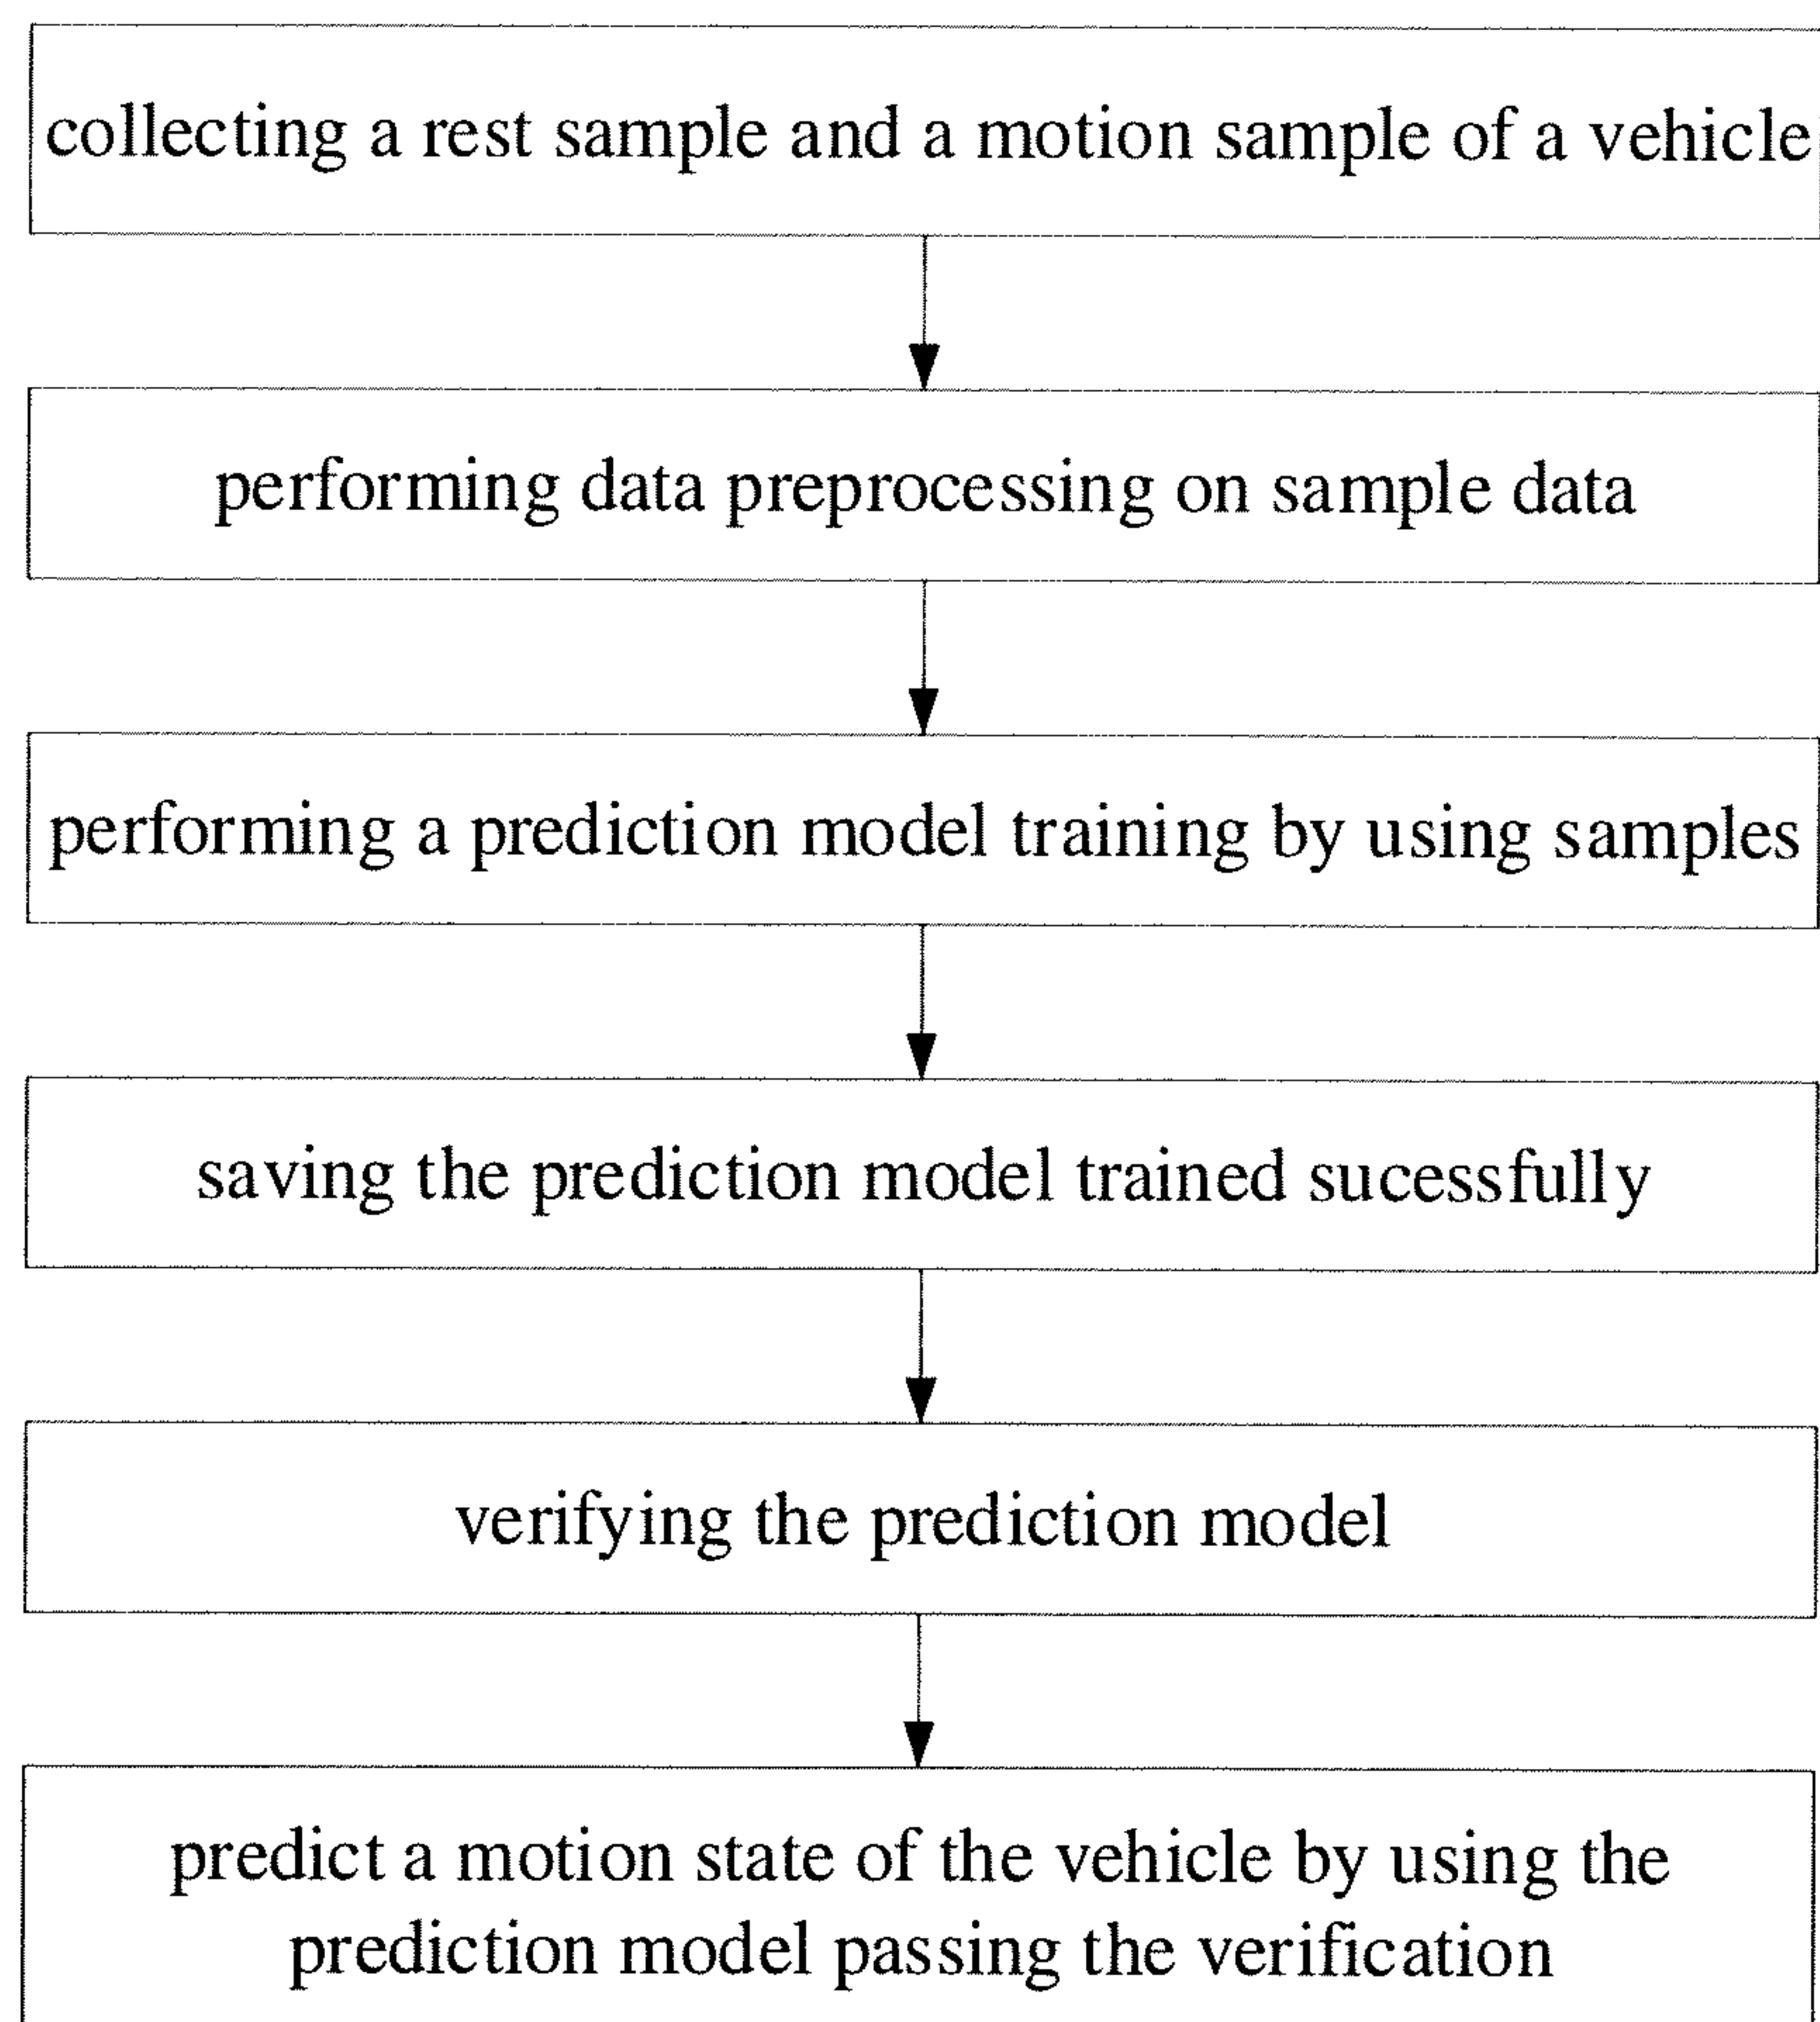 collecting a rest sample and a motion sample of a vehicle
performing data preprocessing on sample data
performing a prediction model training by using samples
saving the prediction model trained sucessfully
verifying the prediction model
predict a motion state of the vehicle by using the
prediction model passing the verification